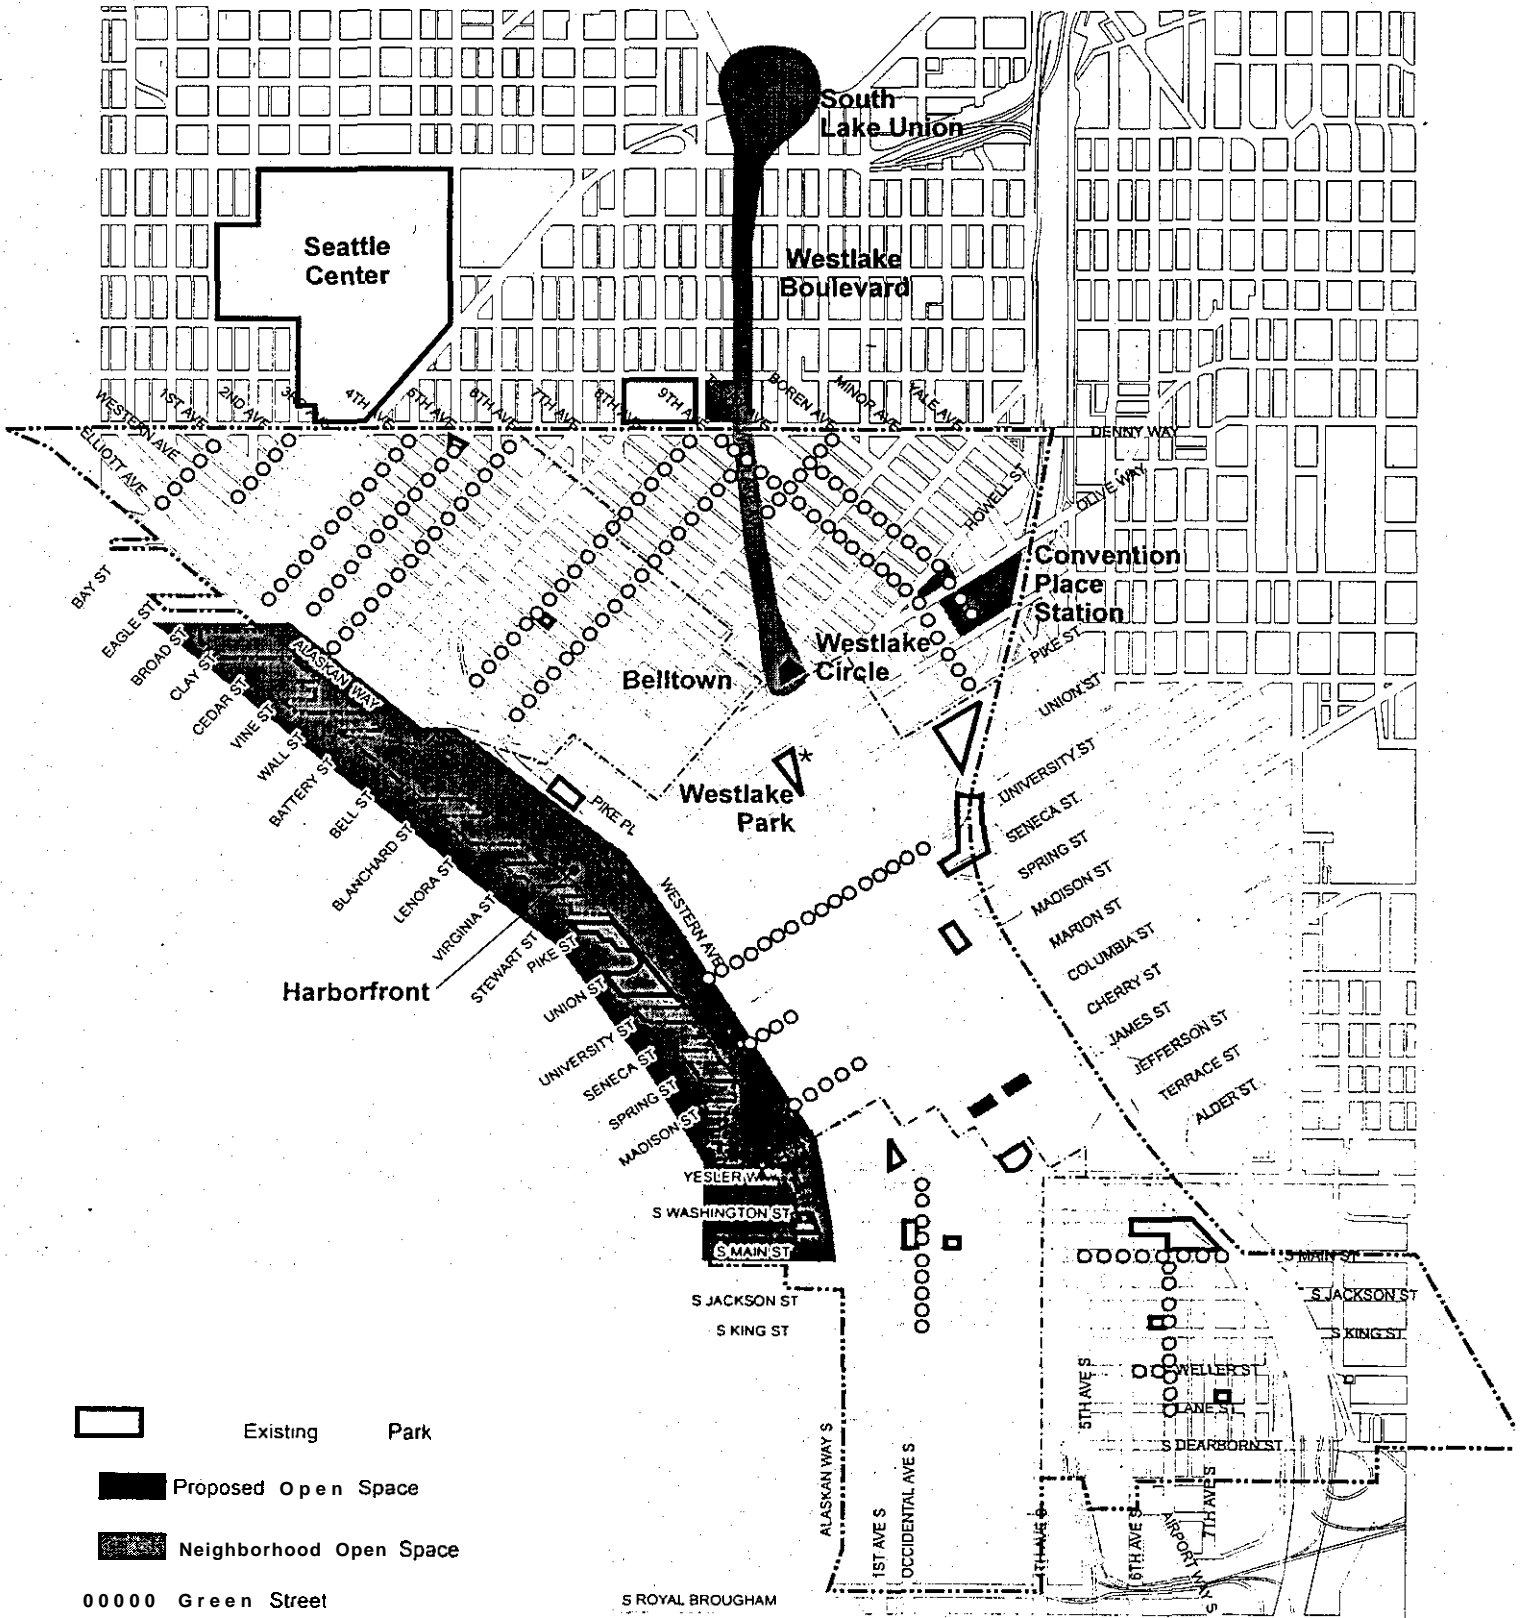 South
Lake Union
Seattle
Center
Westlake
Boulevard
WESTERN AVE
1ST AVE
2ND AVE
4TH AVE
5TH AVE
6TH AVE
7TH AVE
8TH AVE
9TH AVE
BOREN AVE
MINOR AVE
YALE AVE
ELLIOTT AVE
DENNY WAY
HOWELL ST
OLIVE WAY
Convention
Place
Station
BAY ST
EAGLE ST
BROAD ST
CLAY ST
CEDAR ST
VINE ST
WALL ST
BATTERY ST
BELL ST
BLANCHARD ST
LENORA ST
VIRGINIA ST
STEWART ST
PIKE ST
UNION ST
UNIVERSITY ST
SENECA ST
SPRING ST
MADISON ST
ALASKAN WAY
Belltown
Westlake
Circle
PIKE ST
UNION ST
UNIVERSITY ST
SENECA ST
SPRING ST
MADISON ST
MARION ST
COLUMBIA ST
CHERRY ST
JAMES ST
JEFFERSON ST
TERRACE ST
ALDER ST
*
Westlake
Park
PIKE PL
WESTERN AVE
Harborfront
YESLER WAY
S WASHINGTON ST
S MAIN ST
S JACKSON ST
S KING ST
S MAIN ST
S JACKSON ST
S KING ST
WELLER ST
LANE ST
S DEARBORN ST
5TH AVE S
ALASKAN WAY S
1ST AVE S
OCCIDENTAL AVE S
4TH AVE S
6TH AVE S
7TH AVE S
AIRPORT WAY S
S ROYAL BROUGHAM
Existing Park
Proposed Open Space
Neighborhood Open Space
00000 Green Street